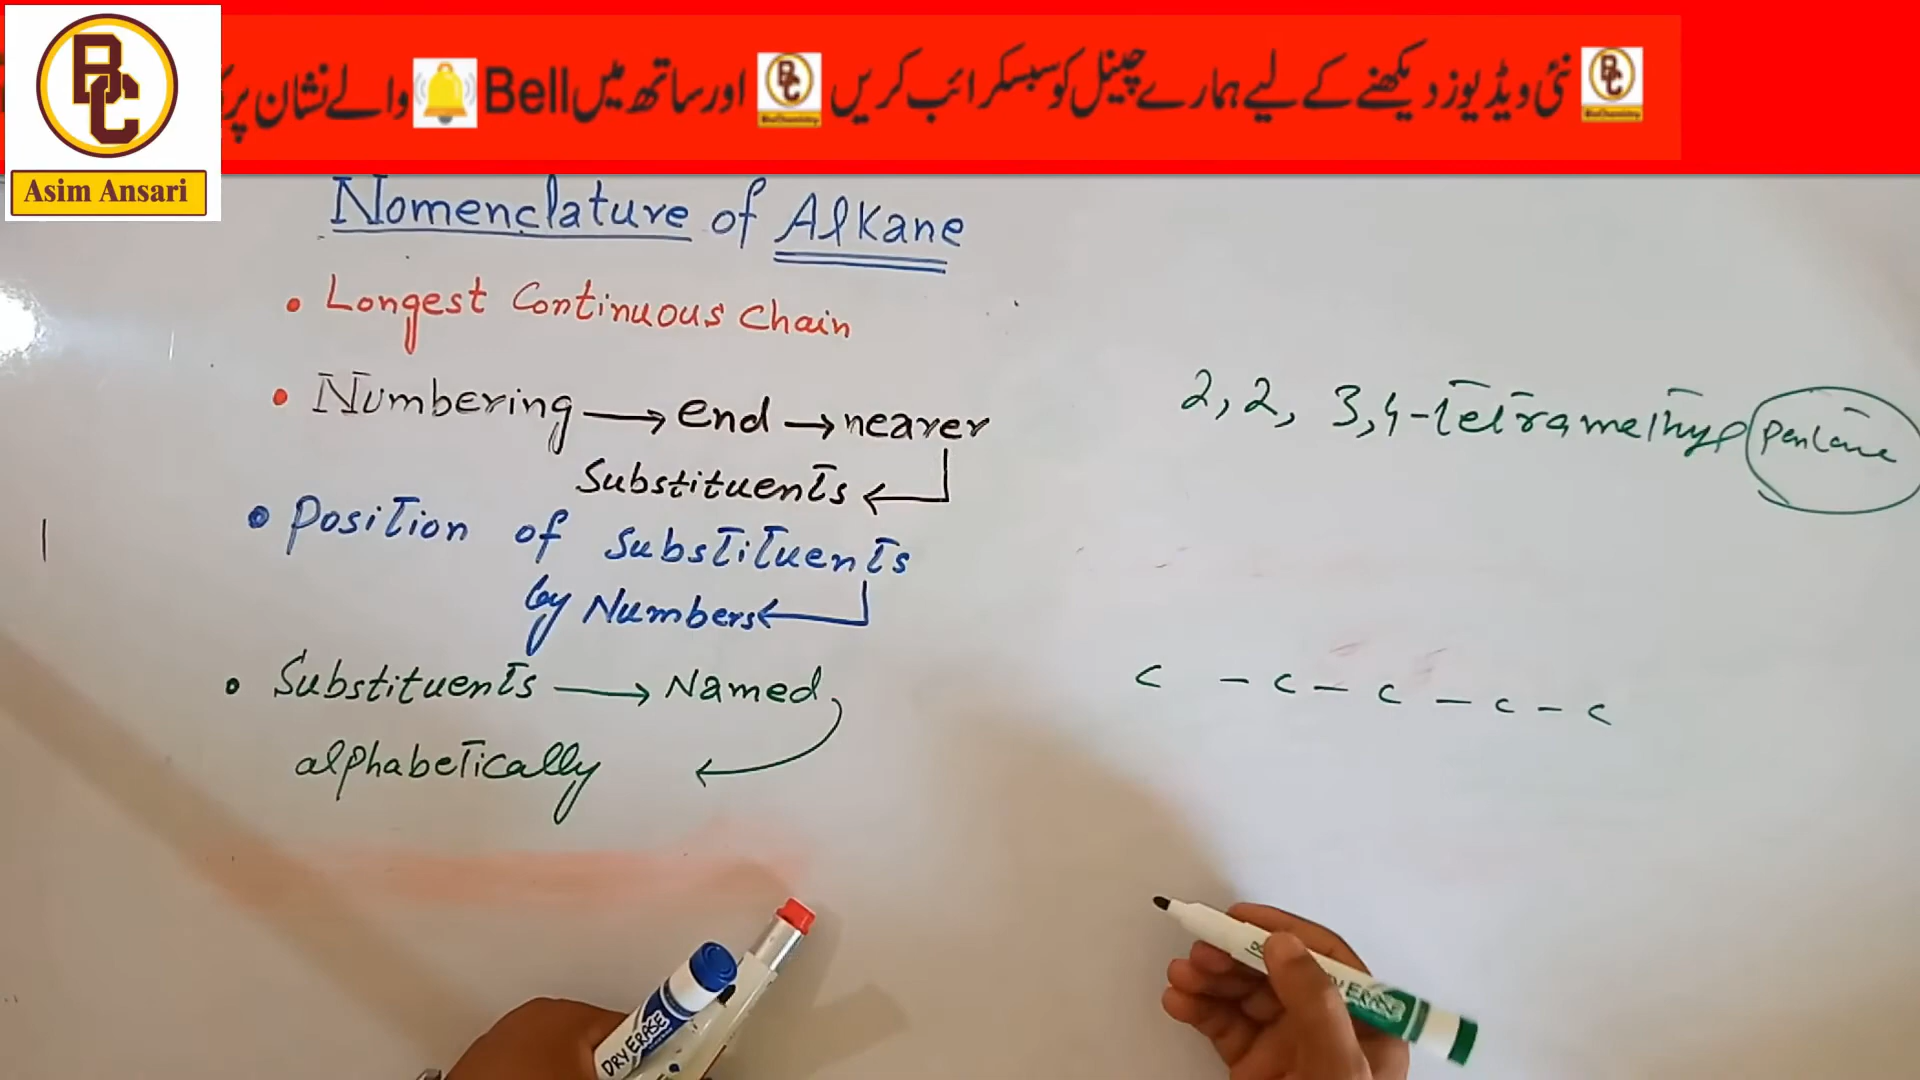 نئی ویڈیوز دیکھنے کے لیے ہمارے چینل کو سبسکرائب کریں اور ساتھ میں Bell والے نشان پر
BC
Asim Ansari
Nomenclature of Alkane
• Longest Continuous Chain
• Numbering → end → nearer
Substituents ←
• Position of Substituents
by Numbers ←
• Substituents → Named
alphabetically ←
2,2, 3,4-tetramethyl pentane
C - C - C - C - C
DRY ERASE
DRY ERASE